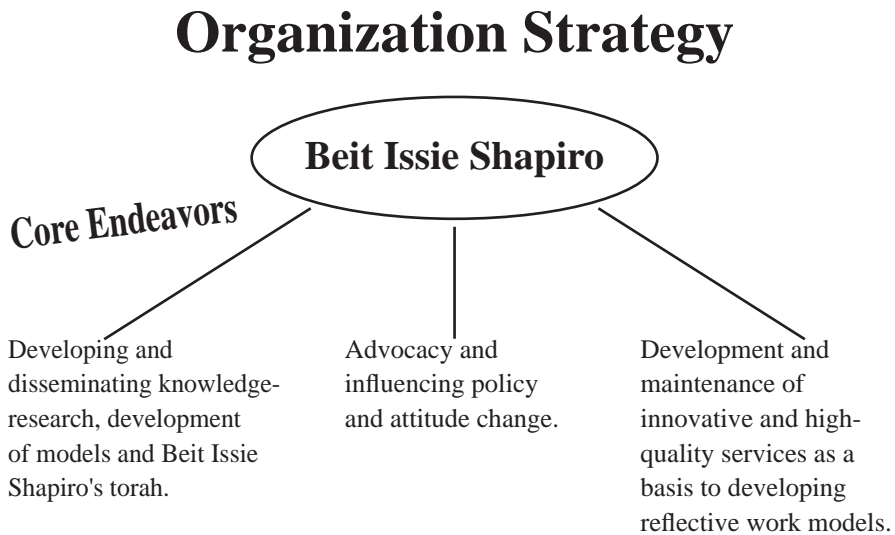 Organization Strategy
Beit Issie Shapiro
Core Endeavors
Developing and
disseminating knowledge-
research, development
of models and Beit Issie
Shapiro's torah.
Advocacy and
influencing policy
and attitude change.
Development and
maintenance of
innovative and high-
quality services as a
basis to developing
reflective work models.